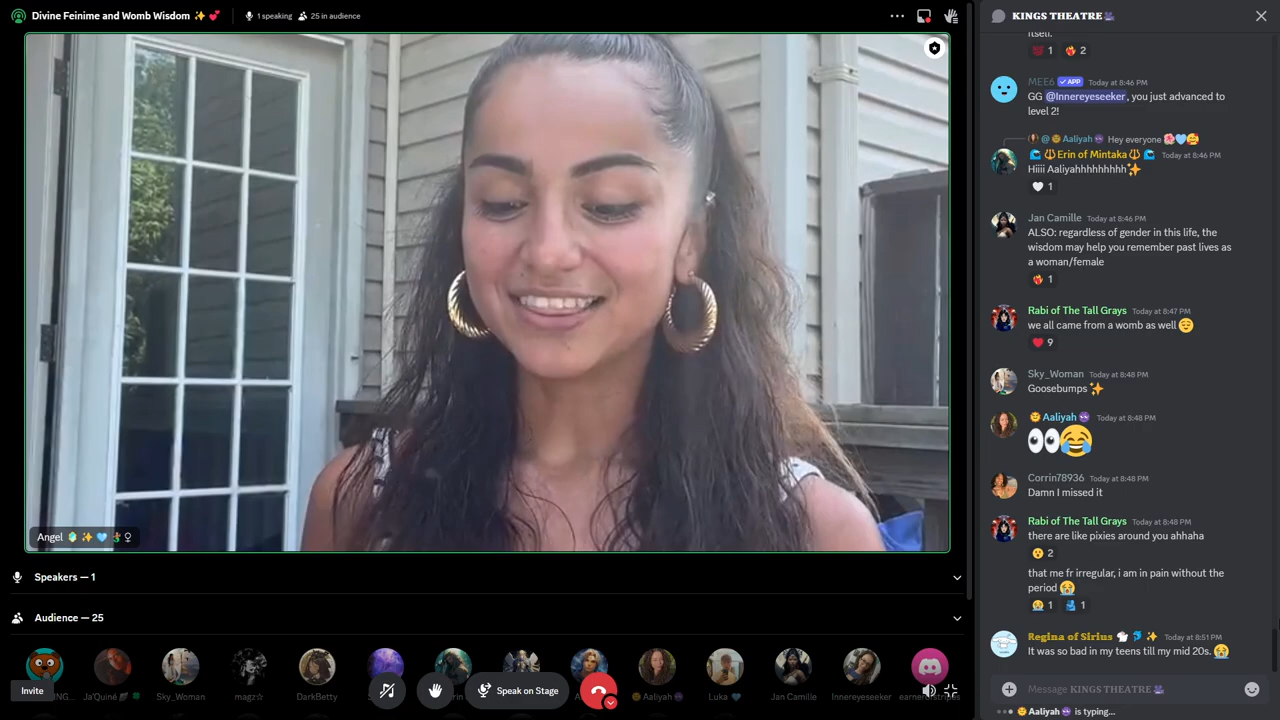 Divine Feinime and Womb Wisdom ✨ 💕
1 speaking
25 in audience
KINGS THEATRE
itself.
1
2
MEE6 ✓ APP Today at 8:46 PM
GG @Innereyeseeker, you just advanced to
level 2!
@ Aaliyah Hey everyone
Erin of Mintaka Today at 8:46 PM
Hiiii Aaliyahhhhhhhhh✨
1
Jan Camille Today at 8:46 PM
ALSO: regardless of gender in this life, the
wisdom may help you remember past lives as
a woman/female
1
Rabi of The Tall Grays Today at 8:47 PM
we all came from a womb as well 😌
9
Sky_Woman Today at 8:48 PM
Goosebumps ✨
Aaliyah Today at 8:48 PM
👀😂
Corrin78936 Today at 8:48 PM
Damn I missed it
Rabi of The Tall Grays Today at 8:48 PM
there are like pixies around you ahhaha
2
that me fr irregular, i am in pain without the
period 😭
1
1
Regina of Sirius Today at 8:51 PM
It was so bad in my teens till my mid 20s. 😭
Message KINGS THEATRE
Aaliyah is typing...
Angel
Speakers — 1
Audience — 25
Ja'Quiné
Sky_Woman
magz
DarkBetty
Aaliyah
Luka
Jan Camille
Innereyeseeker
Invite
Speak on Stage